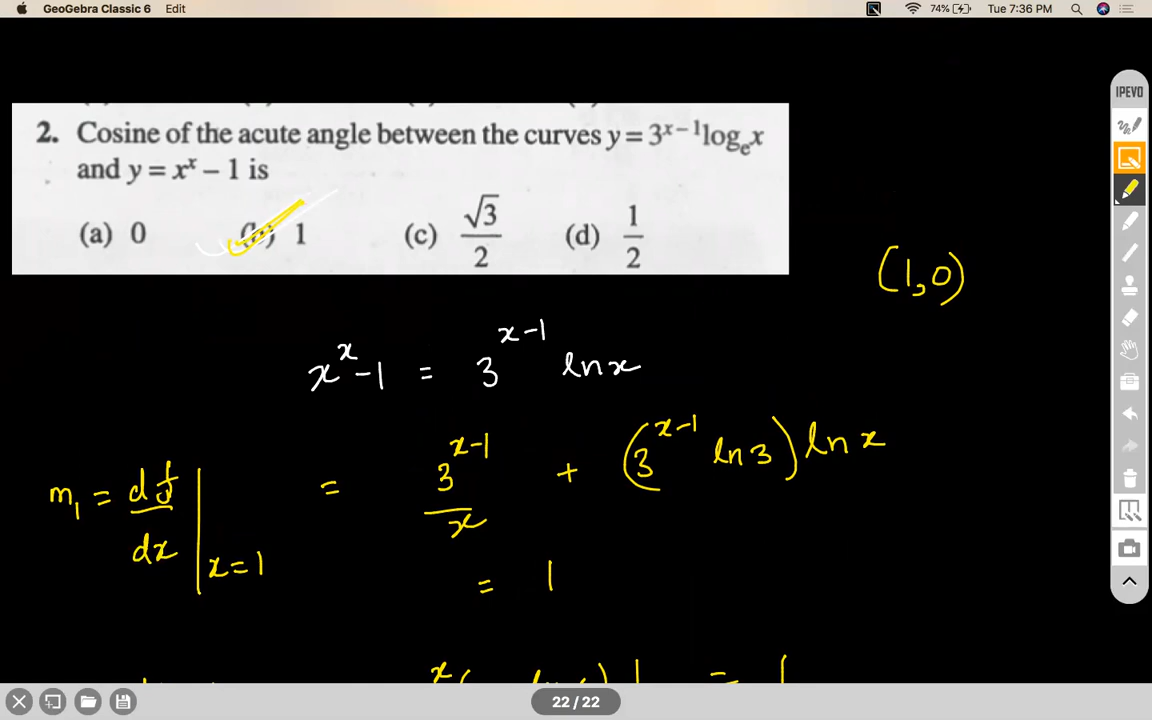 GeoGebra Classic 6 Edit 74% Tue 7:36 PM
IPEVO
2. Cosine of the acute angle between the curves y = 3^{x−1} log_e x
and y = x^x − 1 is
(a) 0 1 (c) √3/2 (d) 1/2
(1,0)
x^x − 1 = 3^{x−1} ln x
m₁ = dy/dx |_{x=1} = 3^{x−1}/x + (3^{x−1} ln 3) ln x
= 1
22 / 22